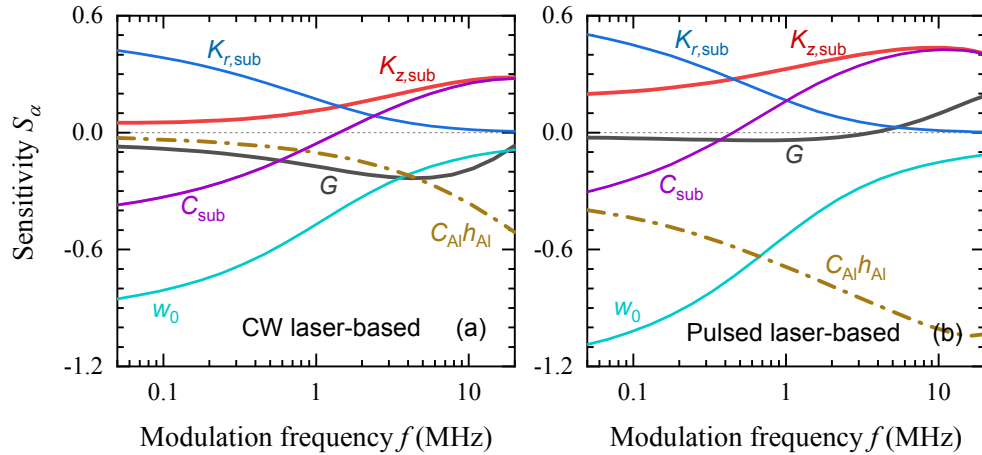 0.6
0.0
-0.6
-1.2
Sensitivity Sα
Kr,sub
Kz,sub
G
Csub
CAlhAl
w0
CW laser-based (a)
0.1 1 10
Modulation frequency f (MHz)
0.6
0.0
-0.6
-1.2
Kr,sub
Kz,sub
G
Csub
CAlhAl
w0
Pulsed laser-based (b)
0.1 1 10
Modulation frequency f (MHz)